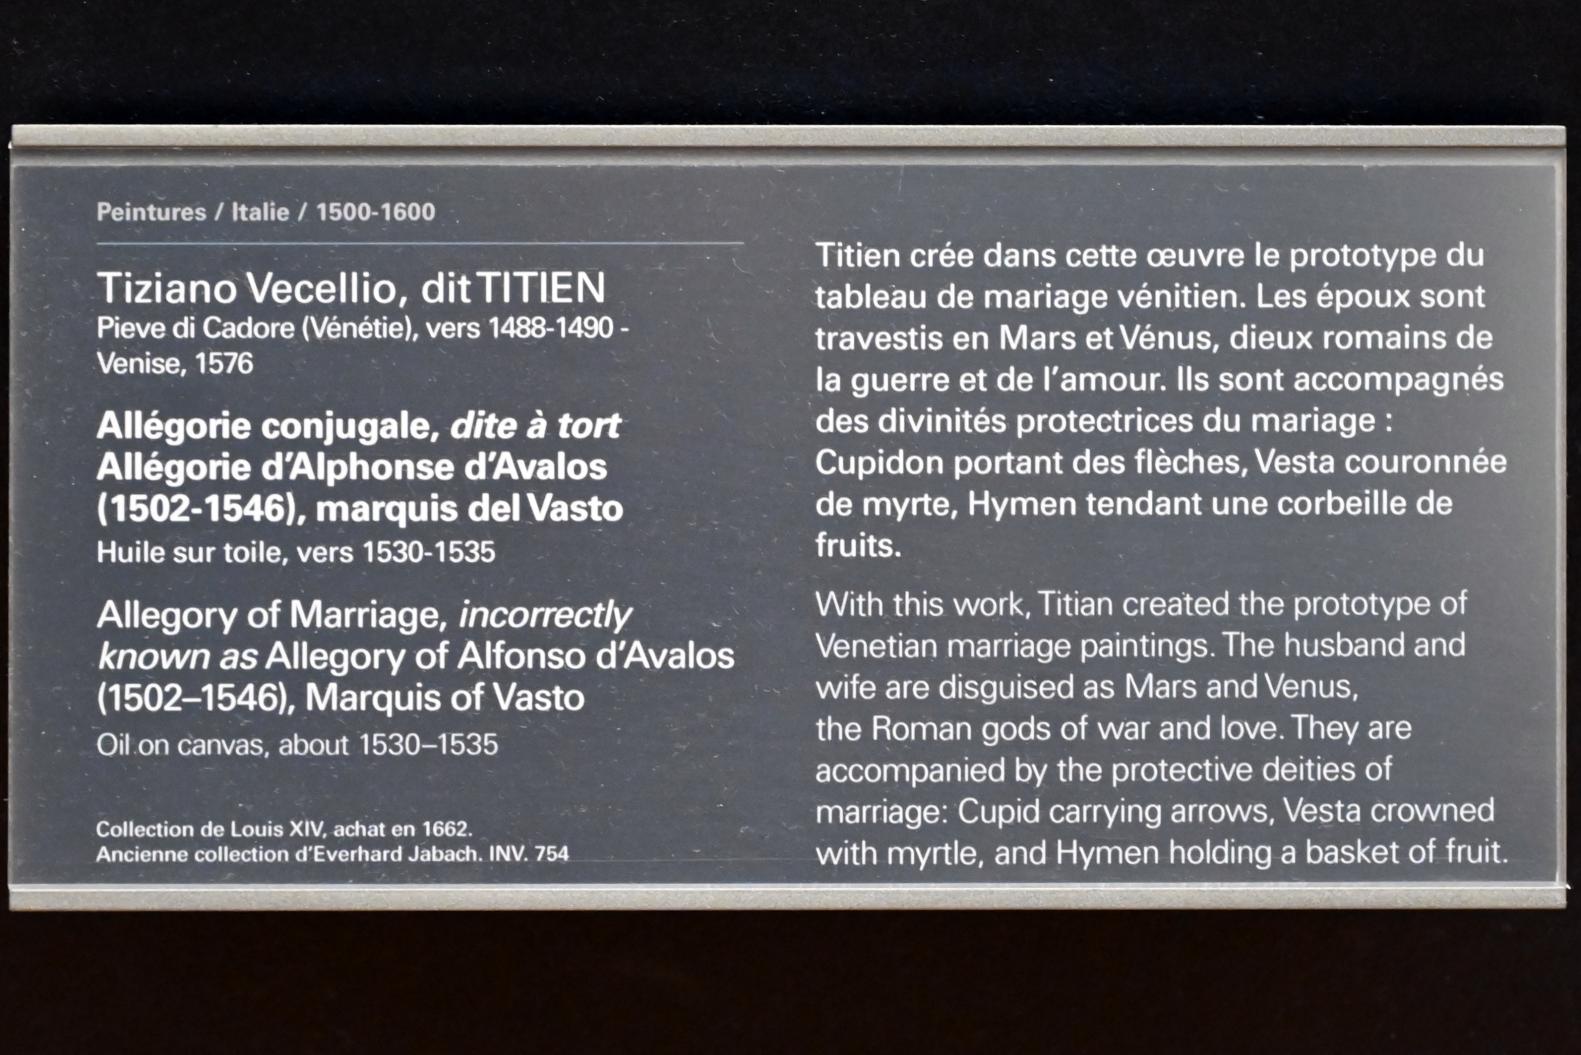 Peintures / Italie / 1500-1600
Tiziano Vecellio, dit TITIEN
Pieve di Cadore (Vénétie), vers 1488-1490 -
Venise, 1576
Allégorie conjugale, dite à tort
Allégorie d'Alphonse d'Avalos
(1502-1546), marquis del Vasto
Huile sur toile, vers 1530-1535
Allegory of Marriage, incorrectly
known as Allegory of Alfonso d'Avalos
(1502–1546), Marquis of Vasto
Oil on canvas, about 1530–1535
Collection de Louis XIV, achat en 1662.
Ancienne collection d'Everhard Jabach. INV. 754
Titien crée dans cette œuvre le prototype du
tableau de mariage vénitien. Les époux sont
travestis en Mars et Vénus, dieux romains de
la guerre et de l'amour. Ils sont accompagnés
des divinités protectrices du mariage :
Cupidon portant des flèches, Vesta couronnée
de myrte, Hymen tendant une corbeille de
fruits.
With this work, Titian created the prototype of
Venetian marriage paintings. The husband and
wife are disguised as Mars and Venus,
the Roman gods of war and love. They are
accompanied by the protective deities of
marriage: Cupid carrying arrows, Vesta crowned
with myrtle, and Hymen holding a basket of fruit.